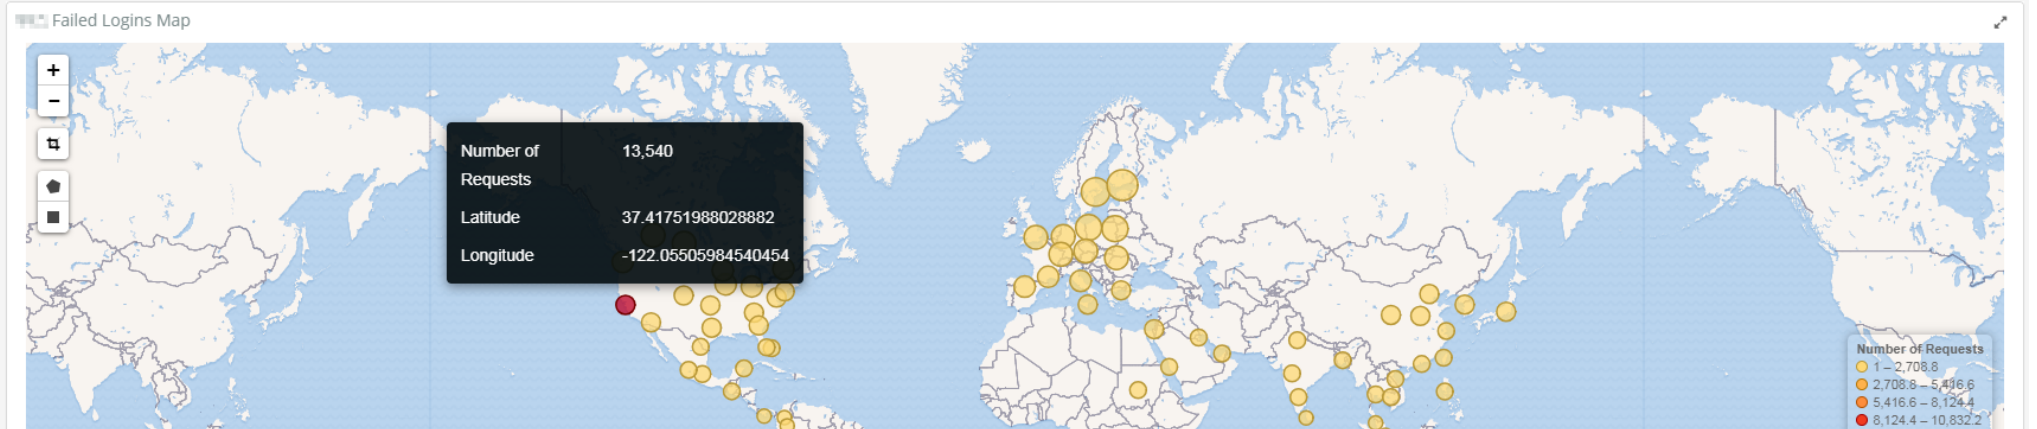 Failed Logins Map
+
−
Number of 13,540
Requests
Latitude 37.41751988028882
Longitude -122.05505984540454
Number of Requests
1 – 2,708.8
2,708.8 – 5,416.6
5,416.6 – 8,124.4
8,124.4 – 10,832.2